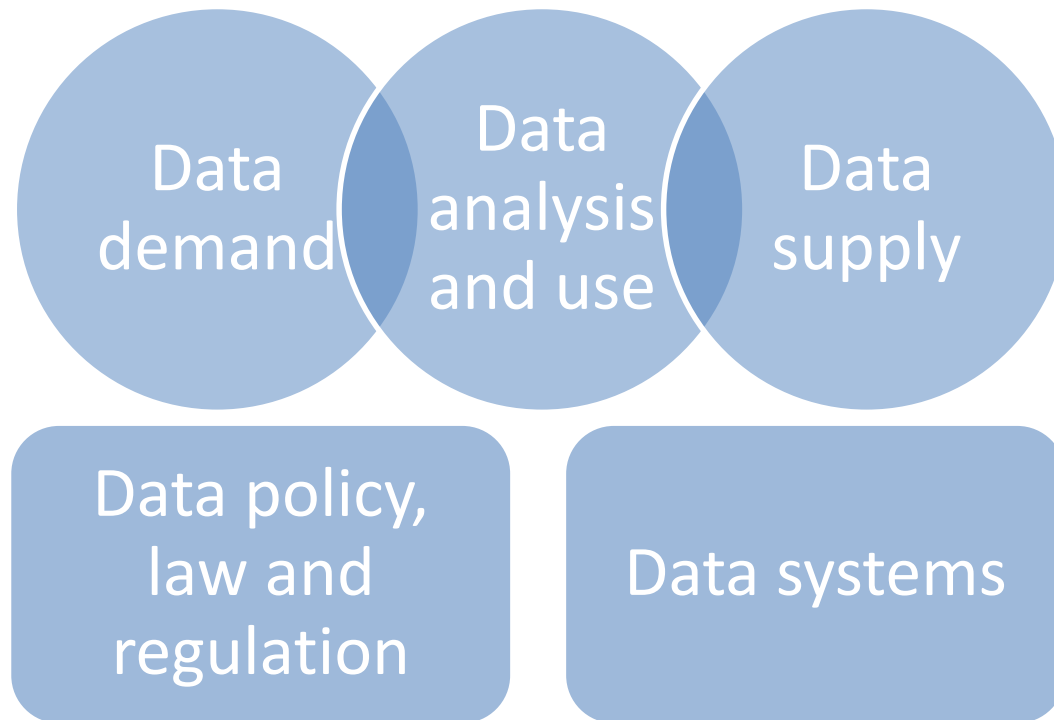 Data
demand
Data
analysis
and use
Data
supply
Data policy,
law and
regulation
Data systems